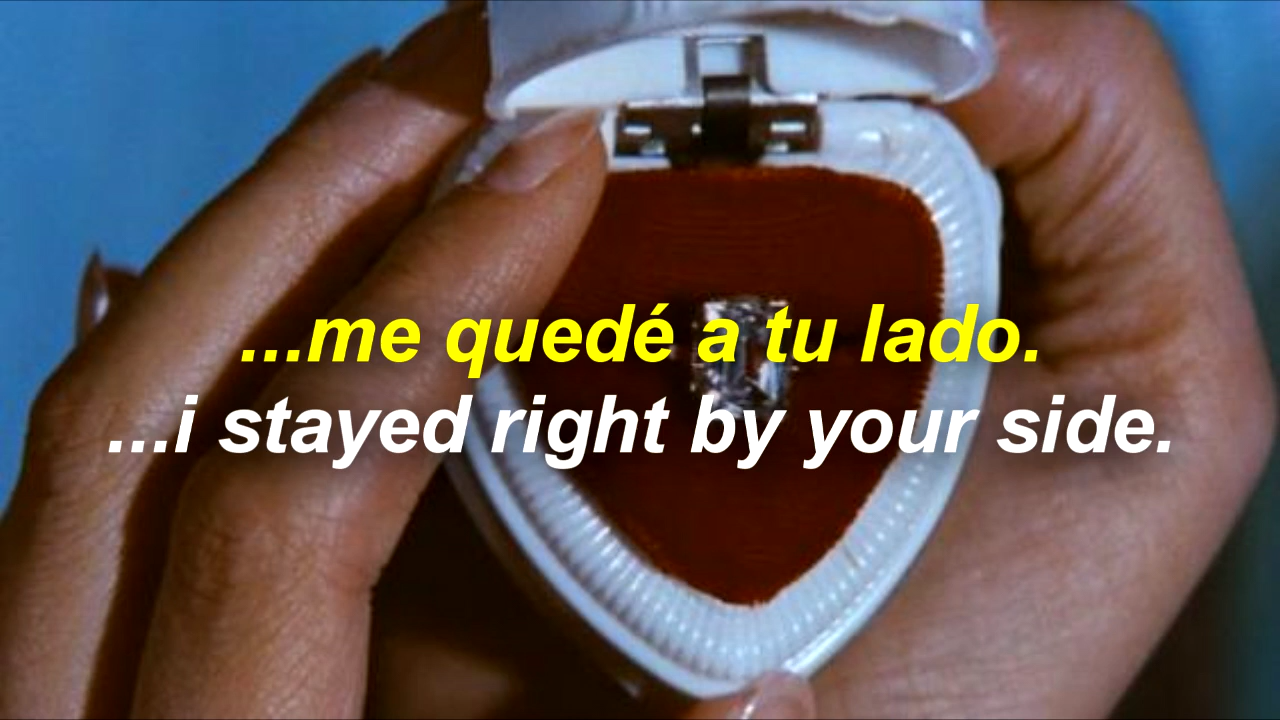 ...me quedé a tu lado.
...i stayed right by your side.